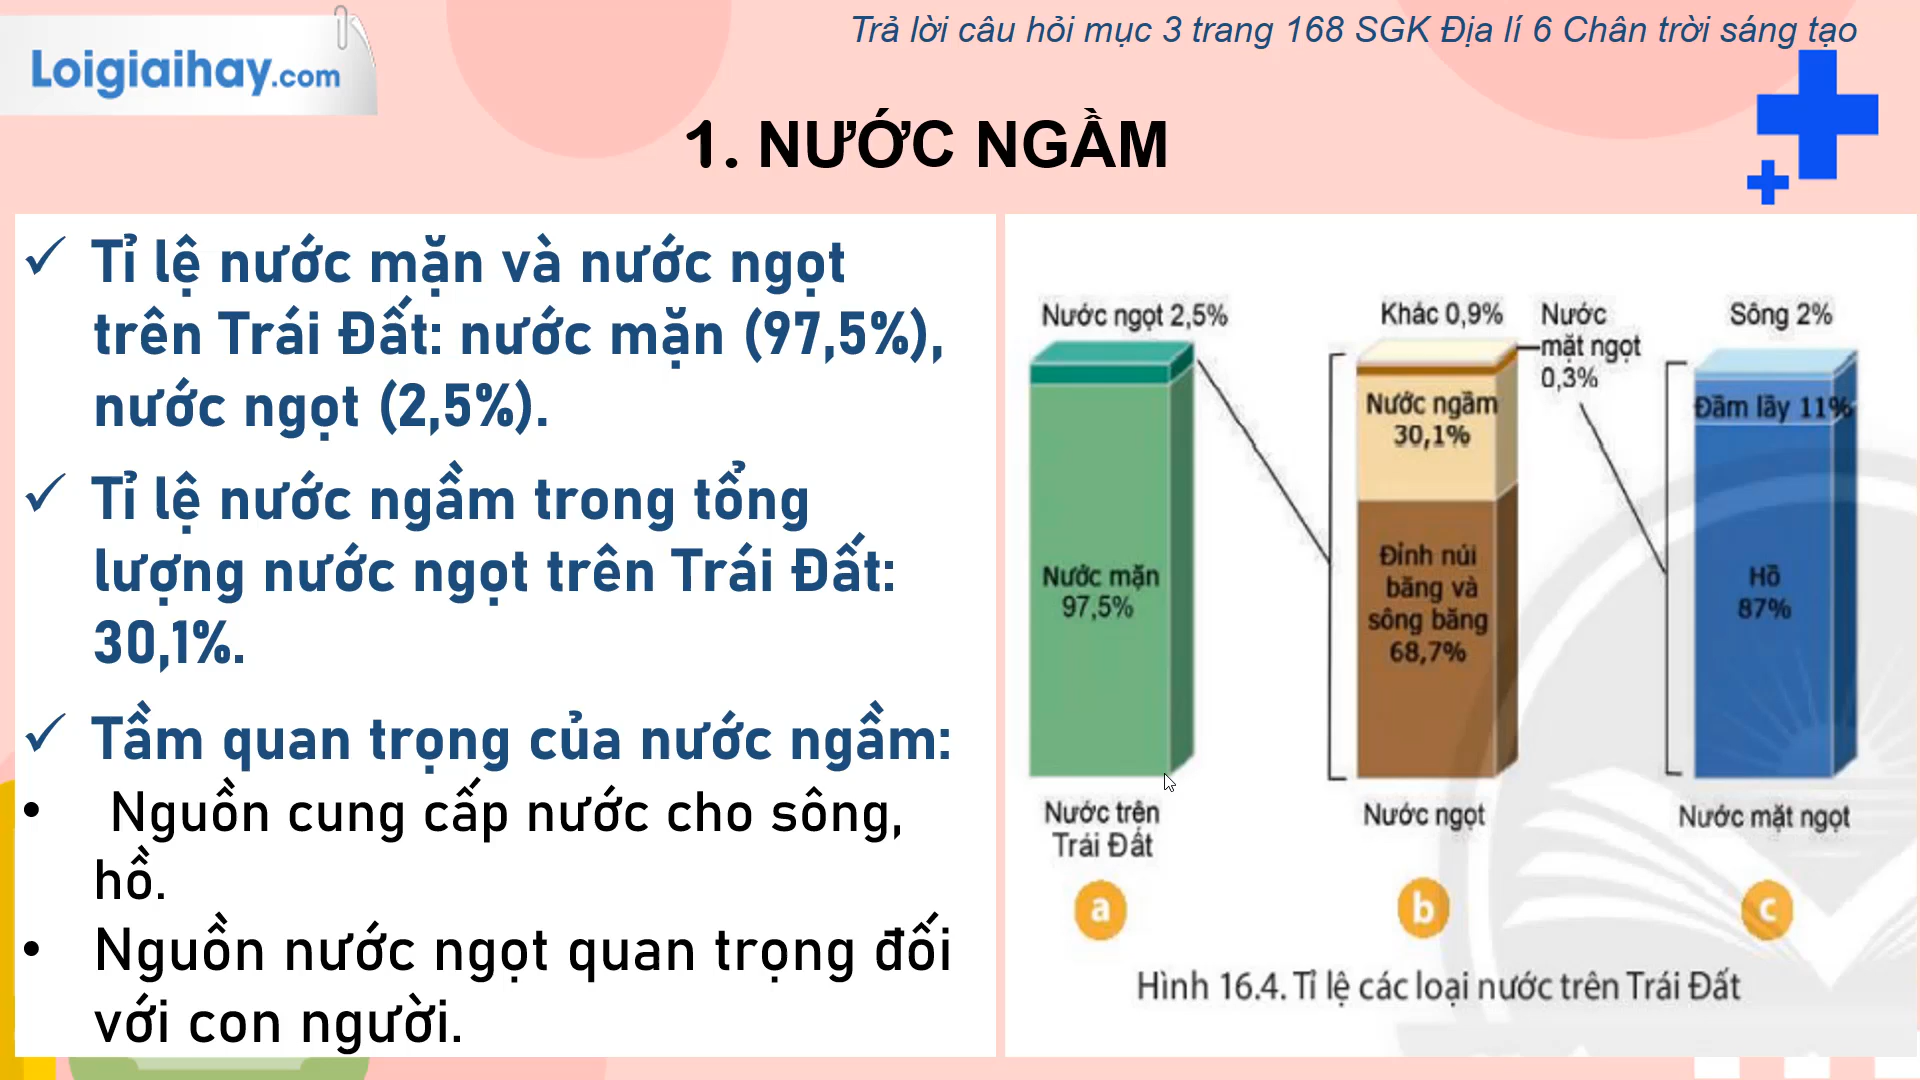 Trả lời câu hỏi mục 3 trang 168 SGK Địa lí 6 Chân trời sáng tạo
Loigiaihay.com
1. NƯỚC NGẦM
✓ Tỉ lệ nước mặn và nước ngọt
trên Trái Đất: nước mặn (97,5%),
nước ngọt (2,5%).
✓ Tỉ lệ nước ngầm trong tổng
lượng nước ngọt trên Trái Đất:
30,1%.
✓ Tầm quan trọng của nước ngầm:
• Nguồn cung cấp nước cho sông,
hồ.
• Nguồn nước ngọt quan trọng đối
với con người.
Nước ngọt 2,5%
Nước mặn
97,5%
Nước trên
Trái Đất
a
Khác 0,9%
Nước
mặt ngọt
0,3%
Nước ngầm
30,1%
Đỉnh núi
băng và
sông băng
68,7%
Nước ngọt
b
Sông 2%
Đầm lầy 11%
Hồ
87%
Nước mặt ngọt
c
Hình 16.4. Tỉ lệ các loại nước trên Trái Đất